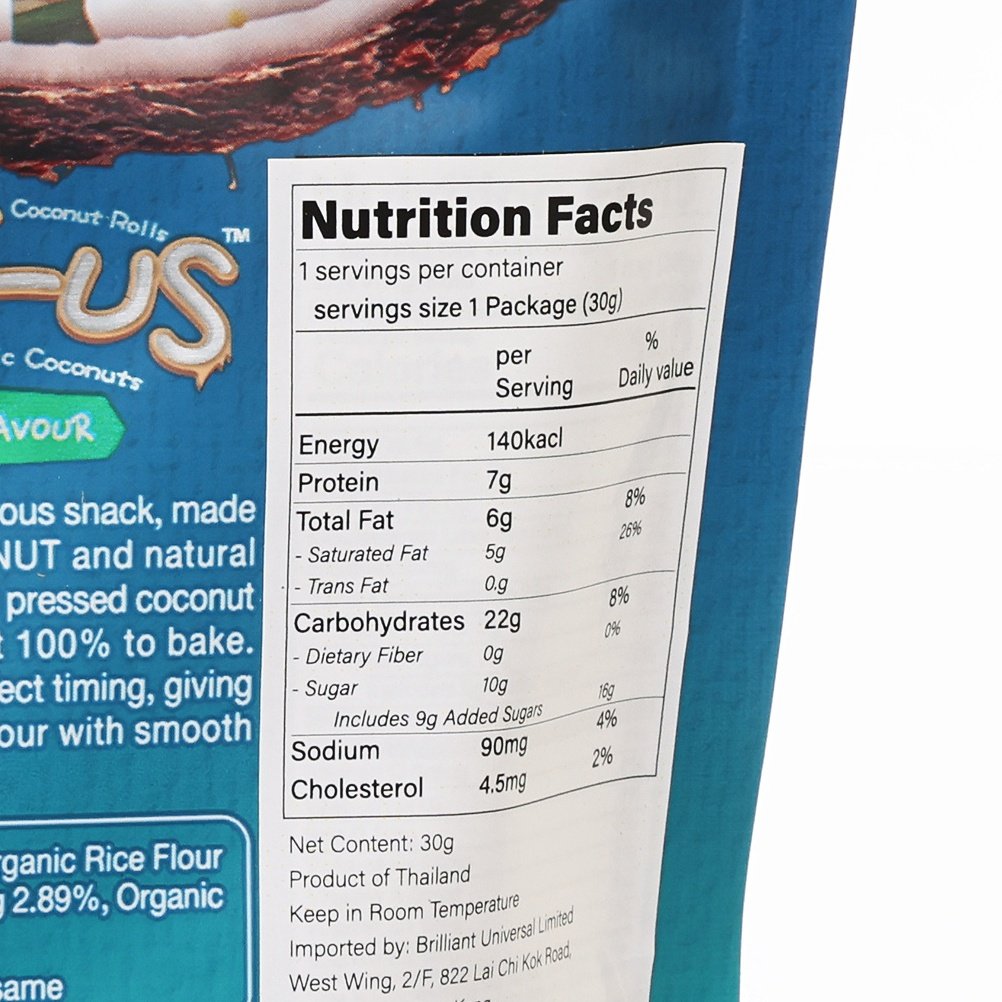 Coconut Rolls
-US™
c Coconuts
AVOUR
ous snack, made
NUT and natural
pressed coconut
t 100% to bake.
ect timing, giving
our with smooth
rganic Rice Flour
g 2.89%, Organic
same
Nutrition Facts
1 servings per container
servings size 1 Package (30g)
per Serving % Daily value
Energy 140kacl
Protein 7g
Total Fat 6g 8%
- Saturated Fat 5g 26%
- Trans Fat 0.g
Carbohydrates 22g 8%
- Dietary Fiber 0g 0%
- Sugar 10g
Includes 9g Added Sugars 16g
Sodium 90mg 4%
Cholesterol 4.5mg 2%
Net Content: 30g
Product of Thailand
Keep in Room Temperature
Imported by: Brilliant Universal Limited
West Wing, 2/F, 822 Lai Chi Kok Road,